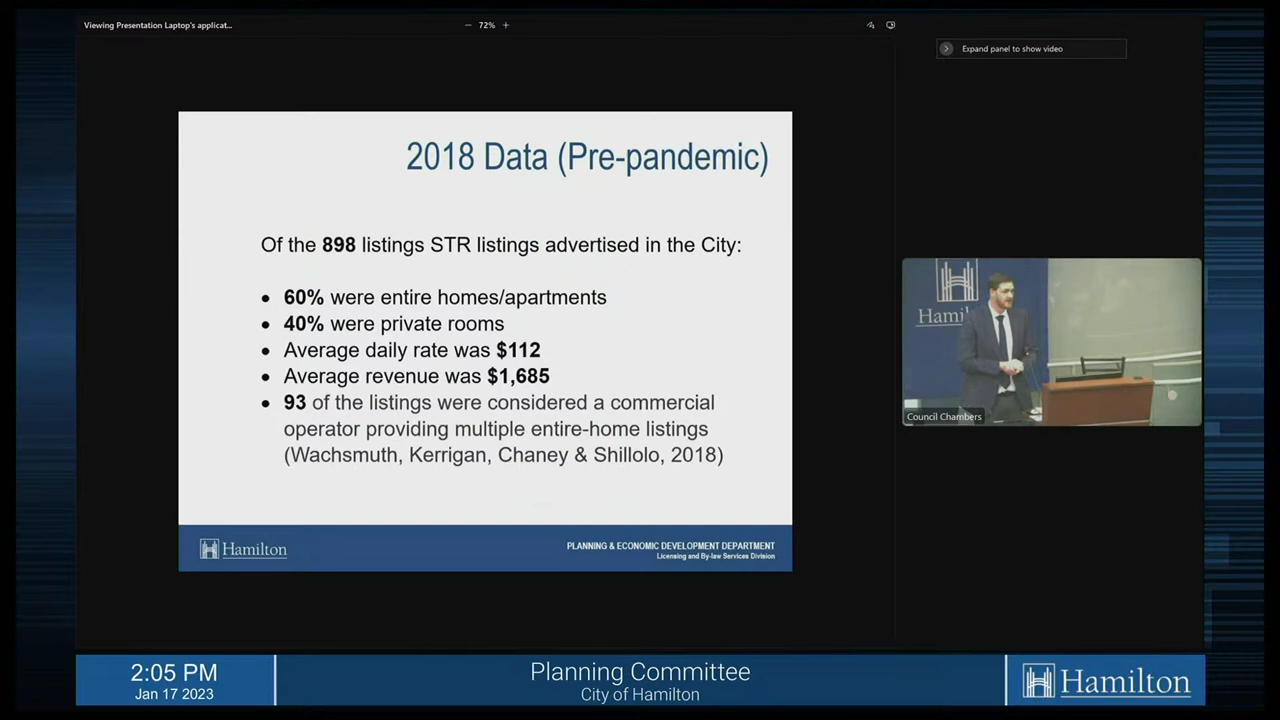 Viewing Presentation Laptop's applicat...
72%
Expand panel to show video
2018 Data (Pre-pandemic)
Of the 898 listings STR listings advertised in the City:
60% were entire homes/apartments
40% were private rooms
Average daily rate was $112
Average revenue was $1,685
93 of the listings were considered a commercial
operator providing multiple entire-home listings
(Wachsmuth, Kerrigan, Chaney & Shillolo, 2018)
Hamilton
PLANNING & ECONOMIC DEVELOPMENT DEPARTMENT
Licensing and By-law Services Division
Hamil
Council Chambers
2:05 PM
Jan 17 2023
Planning Committee
City of Hamilton
Hamilton